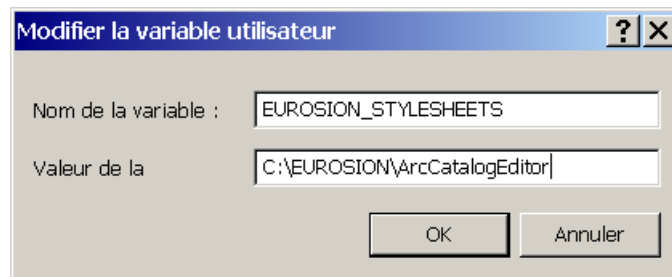 Modifier la variable utilisateur
Nom de la variable : EUROSION_STYLESHEETS
Valeur de la C:\EUROSION\ArcCatalogEditor
OK Annuler